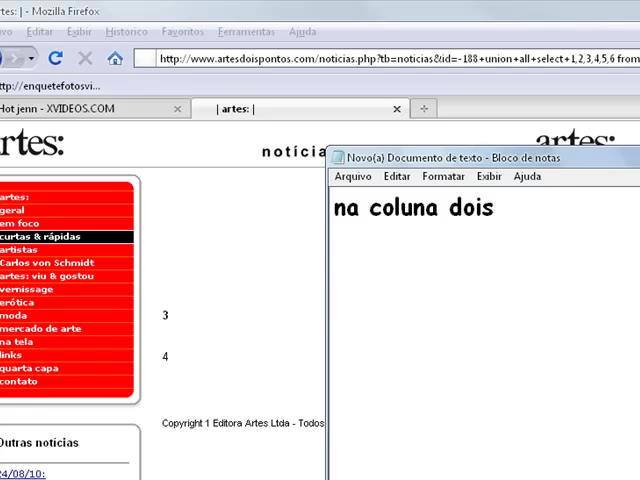 rtes: | - Mozilla Firefox
Editar Exibir Histórico Favoritos Ferramentas Ajuda
http://www.artesdoispontos.com/noticias.php?tb=noticias&id=-188+union+all+select+1,2,3,4,5,6 from
ttp://enquetefotosvi...
Hot jenn - XVIDEOS.COM
| artes: |
artes:
notícia
artes:
Novo(a) Documento de texto - Bloco de notas
Arquivo Editar Formatar Exibir Ajuda
na coluna dois
artes:
geral
em foco
curtas & rápidas
artistas
Carlos von Schmidt
artes: viu & gostou
vernissage
erótica
moda
mercado de arte
na tela
links
quarta capa
contato
3
4
Copyright 1 Editora Artes Ltda - Todos
Outras notícias
24/08/10: